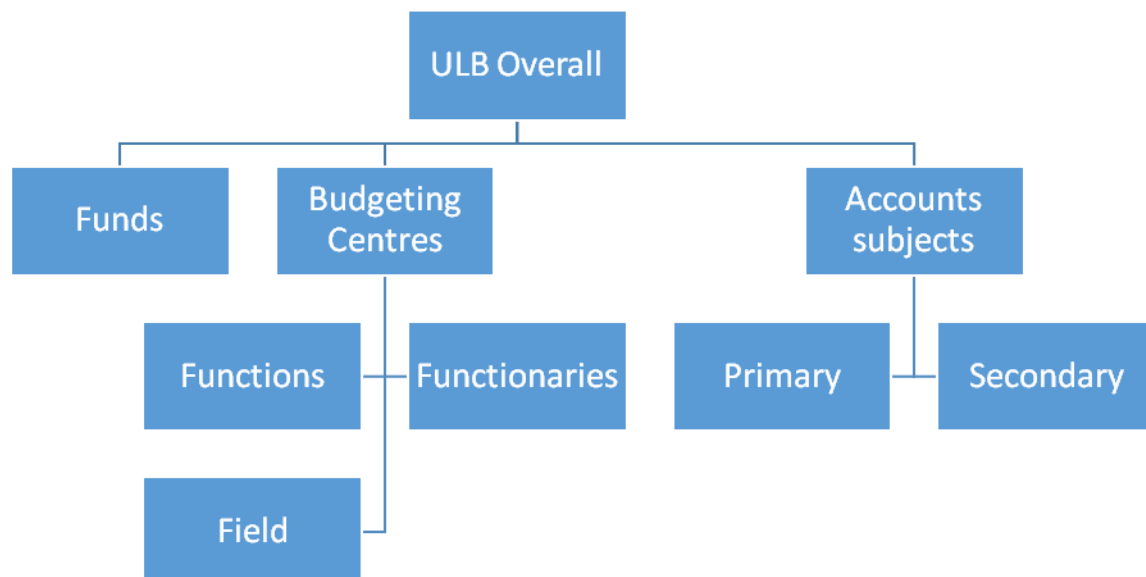 ULB Overall
Funds
Budgeting
Centres
Accounts
subjects
Functions
Functionaries
Primary
Secondary
Field